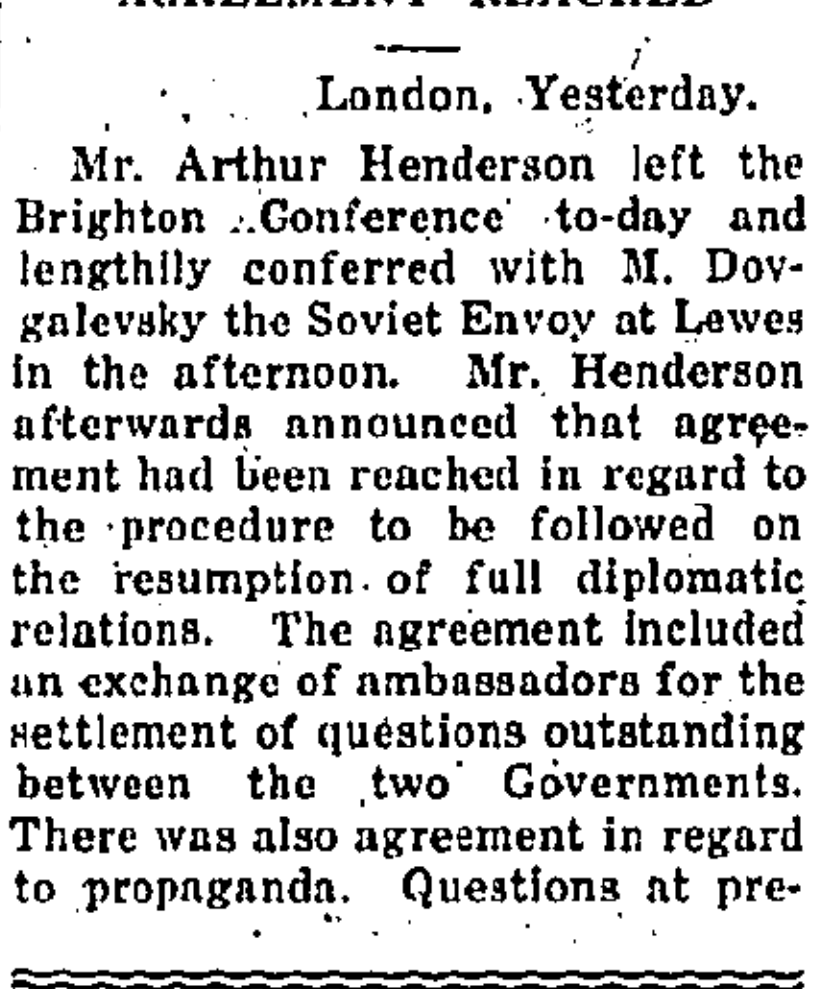 AGREEMENT REACHED
London, Yesterday.
Mr. Arthur Henderson left the
Brighton Conference to-day and
lengthily conferred with M. Dov-
galevsky the Soviet Envoy at Lewes
in the afternoon. Mr. Henderson
afterwards announced that agree-
ment had been reached in regard to
the procedure to be followed on
the resumption of full diplomatic
relations. The agreement included
an exchange of ambassadors for the
settlement of questions outstanding
between the two Governments.
There was also agreement in regard
to propaganda. Questions at pre-